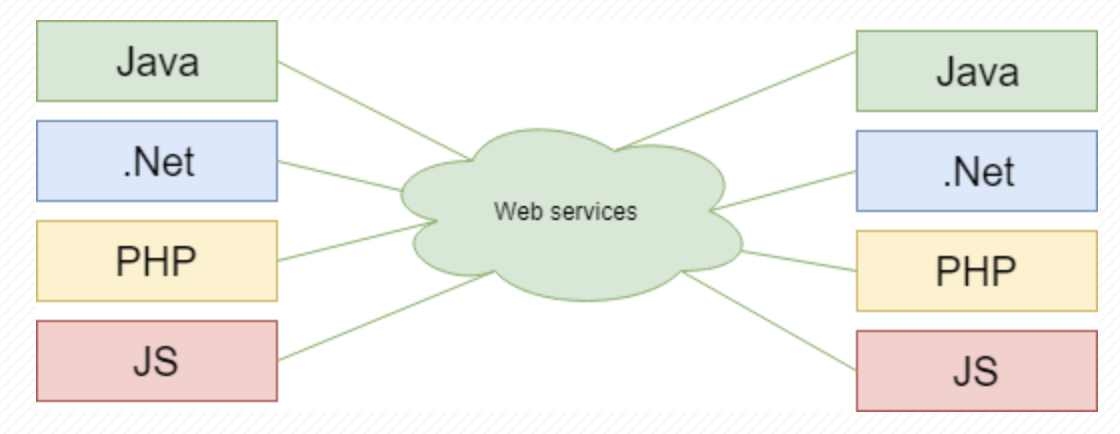 Java
.Net
PHP
JS
Web services
Java
.Net
PHP
JS